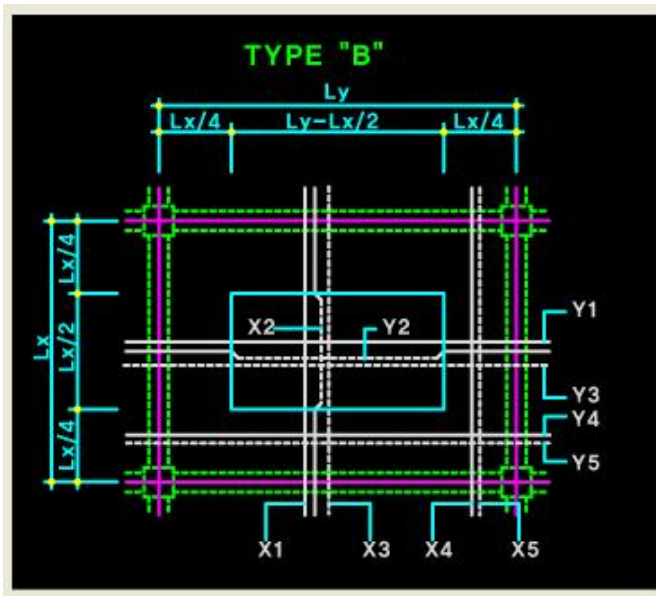 TYPE "B"
Ly
Lx/4 Ly-Lx/2 Lx/4
Lx/4
Lx
Lx/2
Lx/4
X2 Y2
Y1
Y3
Y4
Y5
X1 X3 X4 X5